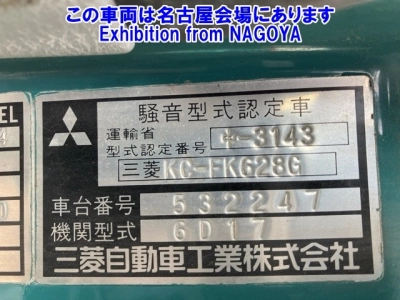 この車両は名古屋会場にあります
Exhibition from NAGOYA
EL
騒音型式認定車
運輸省
型式認定番号
ホ-3143
三菱 KC-FK628G
車台番号 532247
機関型式 6D17
三菱自動車工業株式会社